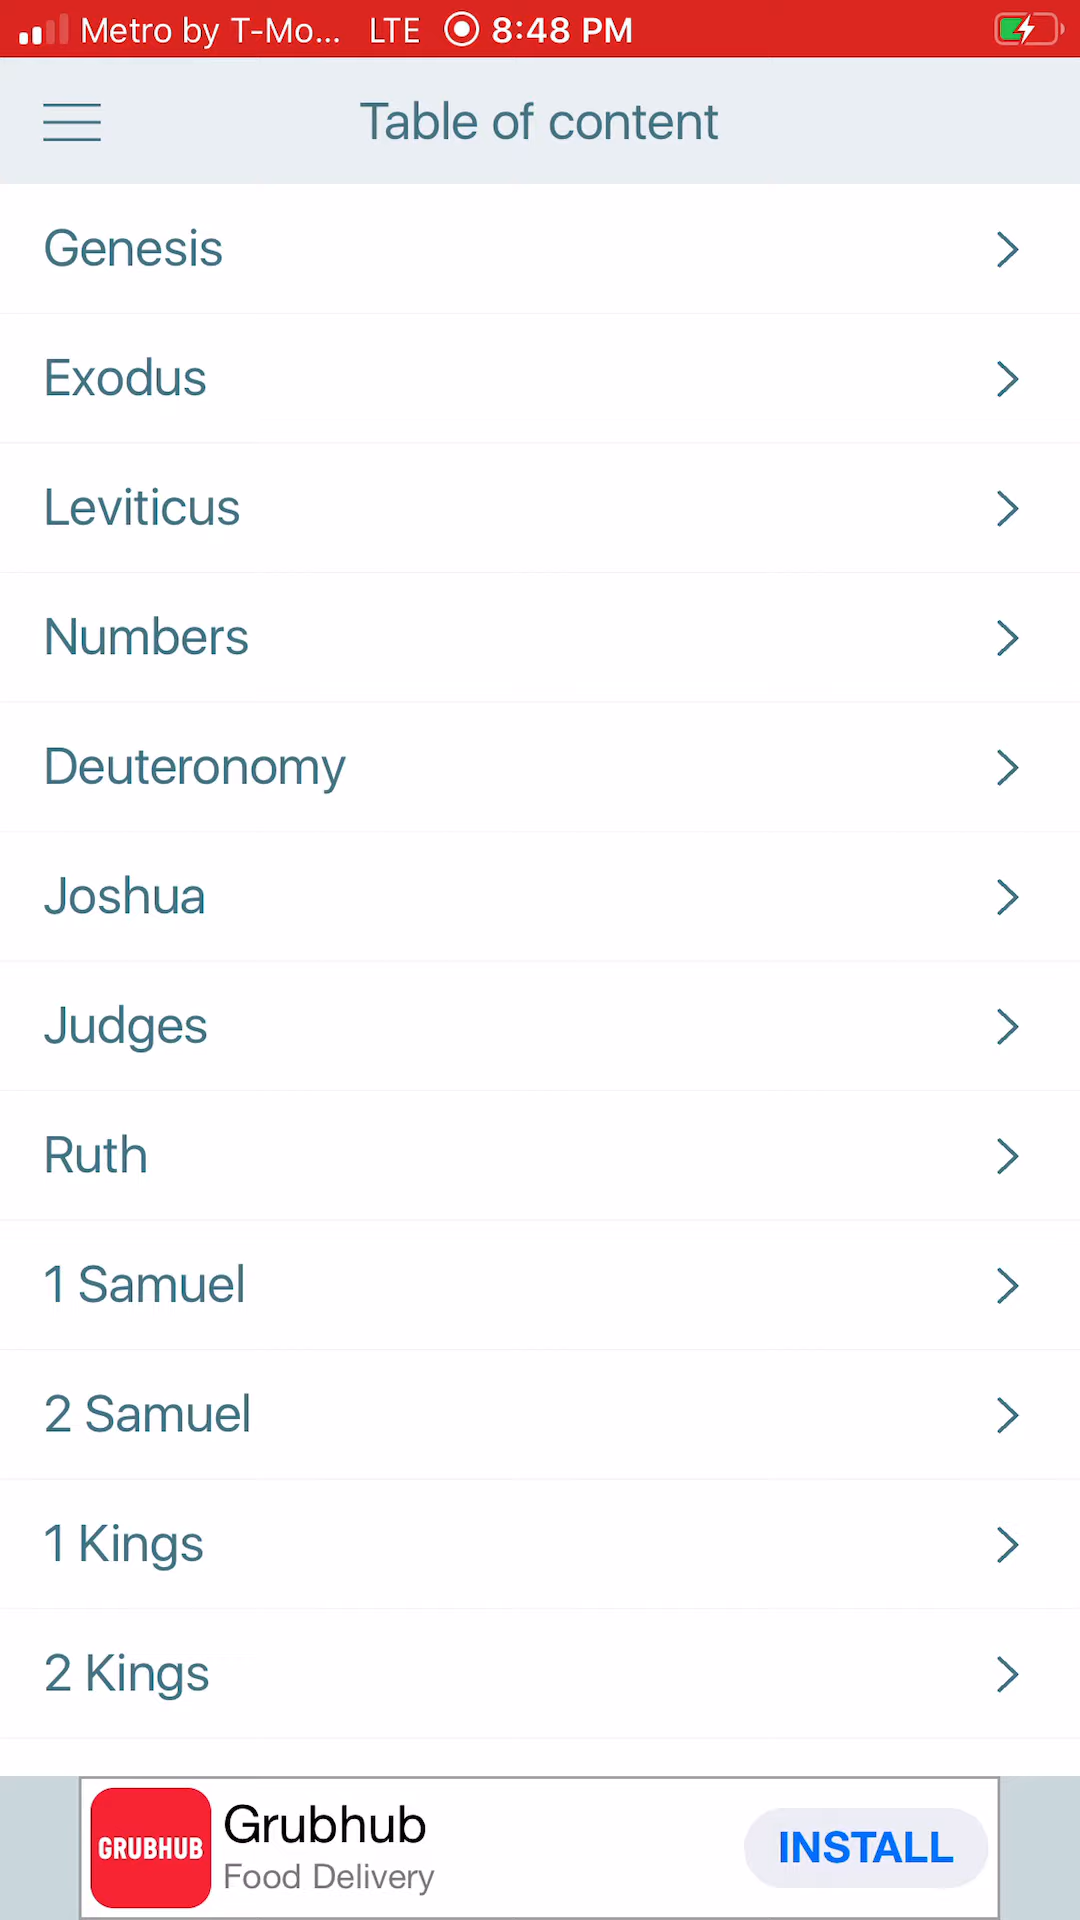 Metro by T-Mo... LTE 8:48 PM
Table of content
Genesis
Exodus
Leviticus
Numbers
Deuteronomy
Joshua
Judges
Ruth
1 Samuel
2 Samuel
1 Kings
2 Kings
GRUBHUB
Grubhub
Food Delivery
INSTALL